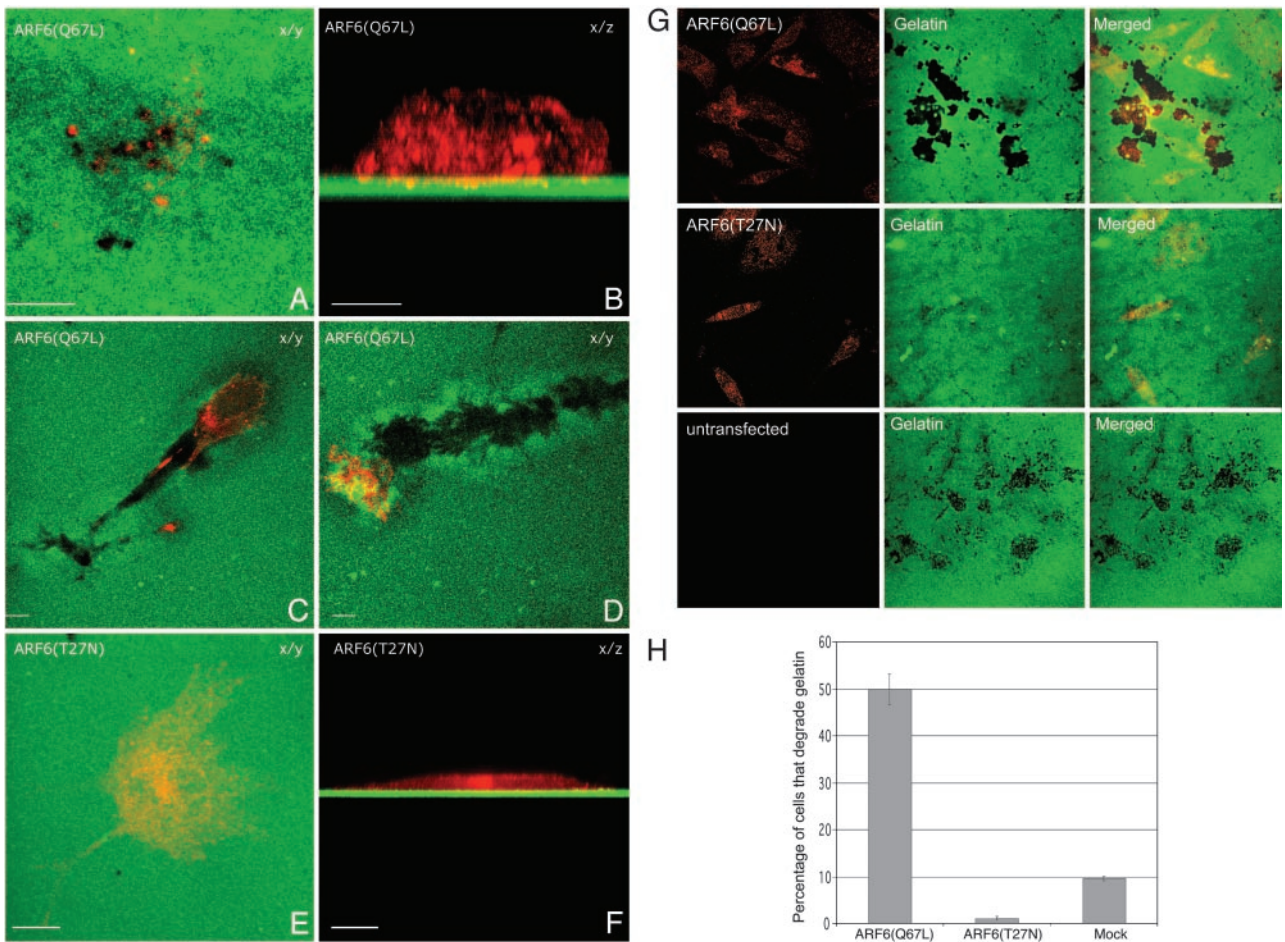 ARF6(Q67L) x/y
A
ARF6(Q67L) x/z
B
ARF6(Q67L) x/y
C
ARF6(Q67L) x/y
D
ARF6(T27N) x/y
E
ARF6(T27N) x/z
F
G
ARF6(Q67L) Gelatin Merged
ARF6(T27N) Gelatin Merged
untransfected Gelatin Merged
H
Percentage of cells that degrade gelatin
60
50
40
30
20
10
0
ARF6(Q67L) ARF6(T27N) Mock